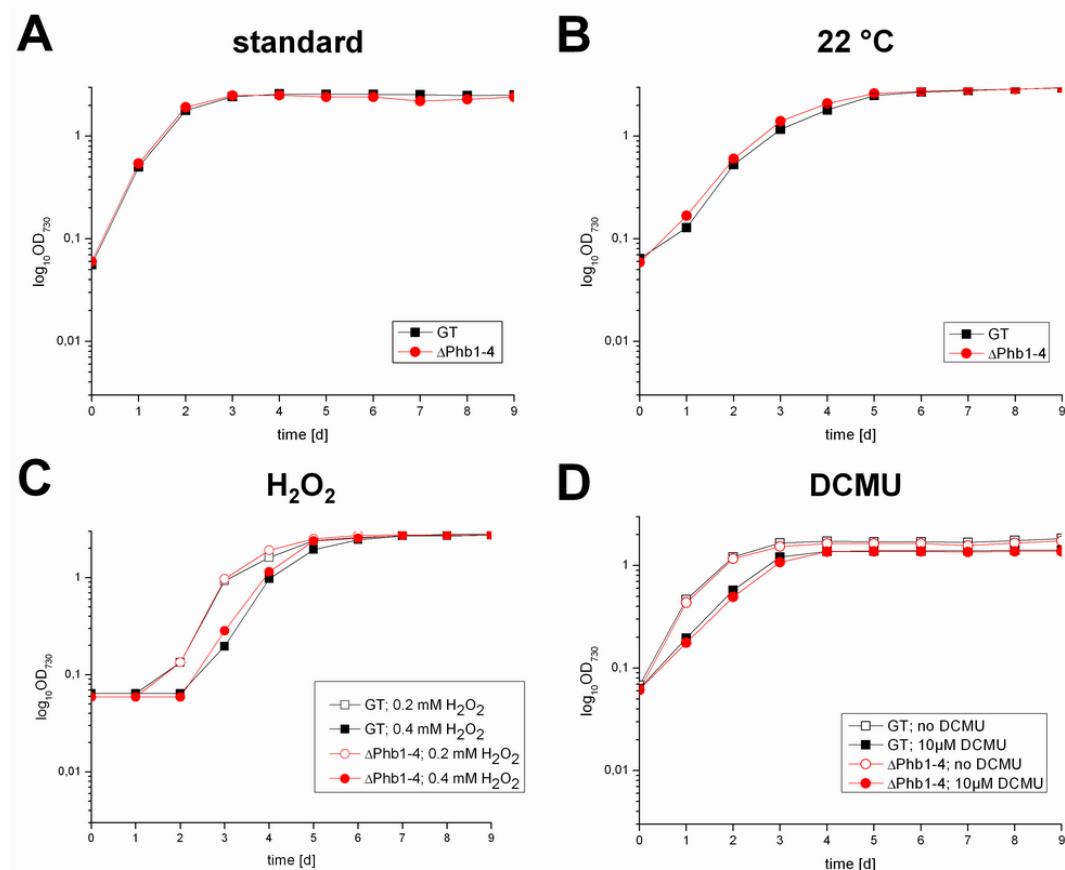 A
standard
log₁₀OD₇₃₀
1
0,1
0,01
GT
ΔPhb1-4
0 1 2 3 4 5 6 7 8 9
time [d]
B
22 °C
log₁₀OD₇₃₀
1
0,1
0,01
GT
ΔPhb1-4
0 1 2 3 4 5 6 7 8 9
time [d]
C
H₂O₂
log₁₀OD₇₃₀
1
0,1
0,01
GT; 0.2 mM H₂O₂
GT; 0.4 mM H₂O₂
ΔPhb1-4; 0.2 mM H₂O₂
ΔPhb1-4; 0.4 mM H₂O₂
0 1 2 3 4 5 6 7 8 9
time [d]
D
DCMU
log₁₀OD₇₃₀
1
0,1
0,01
GT; no DCMU
GT; 10µM DCMU
ΔPhb1-4; no DCMU
ΔPhb1-4; 10µM DCMU
0 1 2 3 4 5 6 7 8 9
time [d]